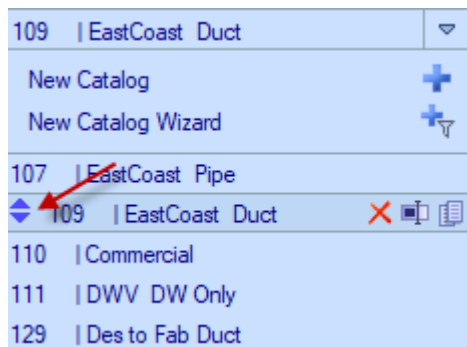 109 | EastCoast Duct
New Catalog
New Catalog Wizard
107 | EastCoast Pipe
109 | EastCoast Duct
110 | Commercial
111 | DWV DW Only
129 | Des to Fab Duct